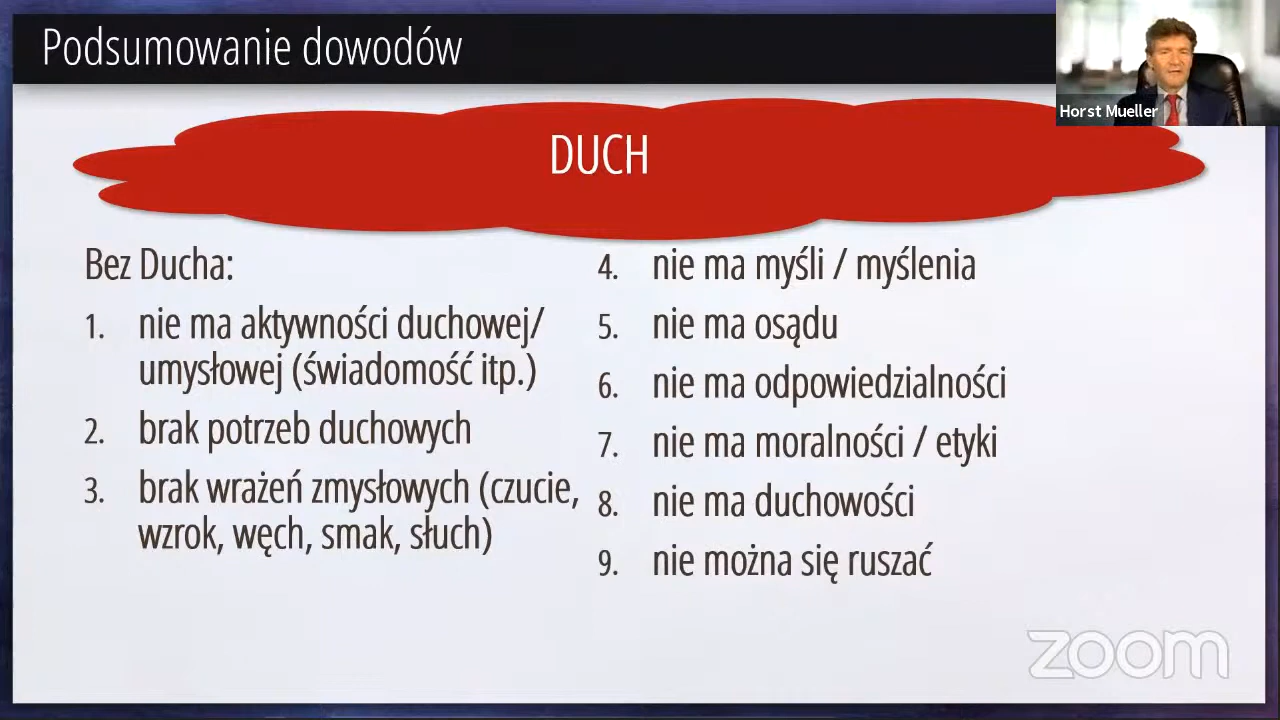 Podsumowanie dowodów
Horst Mueller
DUCH
Bez Ducha:
1. nie ma aktywności duchowej/
umysłowej (świadomość itp.)
2. brak potrzeb duchowych
3. brak wrażeń zmysłowych (czucie,
wzrok, węch, smak, słuch)
4. nie ma myśli / myślenia
5. nie ma osądu
6. nie ma odpowiedzialności
7. nie ma moralności / etyki
8. nie ma duchowości
9. nie można się ruszać
zoom